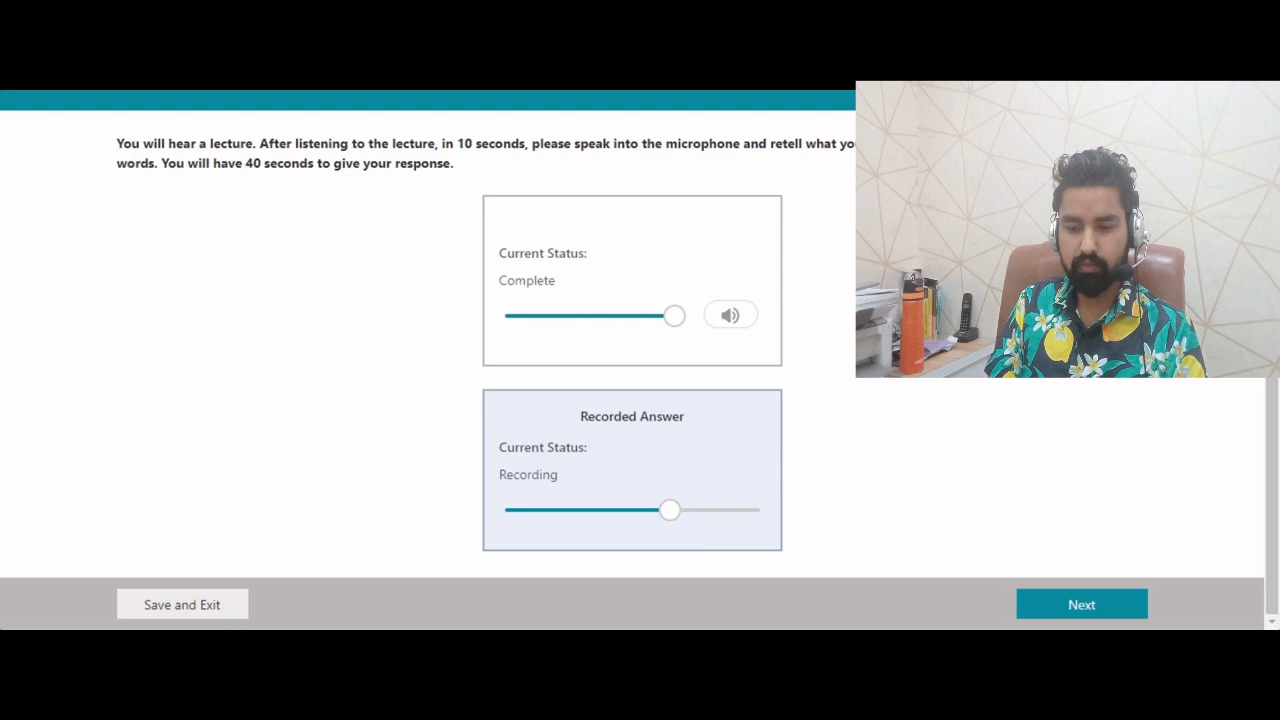 You will hear a lecture. After listening to the lecture, in 10 seconds, please speak into the microphone and retell what
words. You will have 40 seconds to give your response.
Current Status:
Complete
Recorded Answer
Current Status:
Recording
Save and Exit
Next